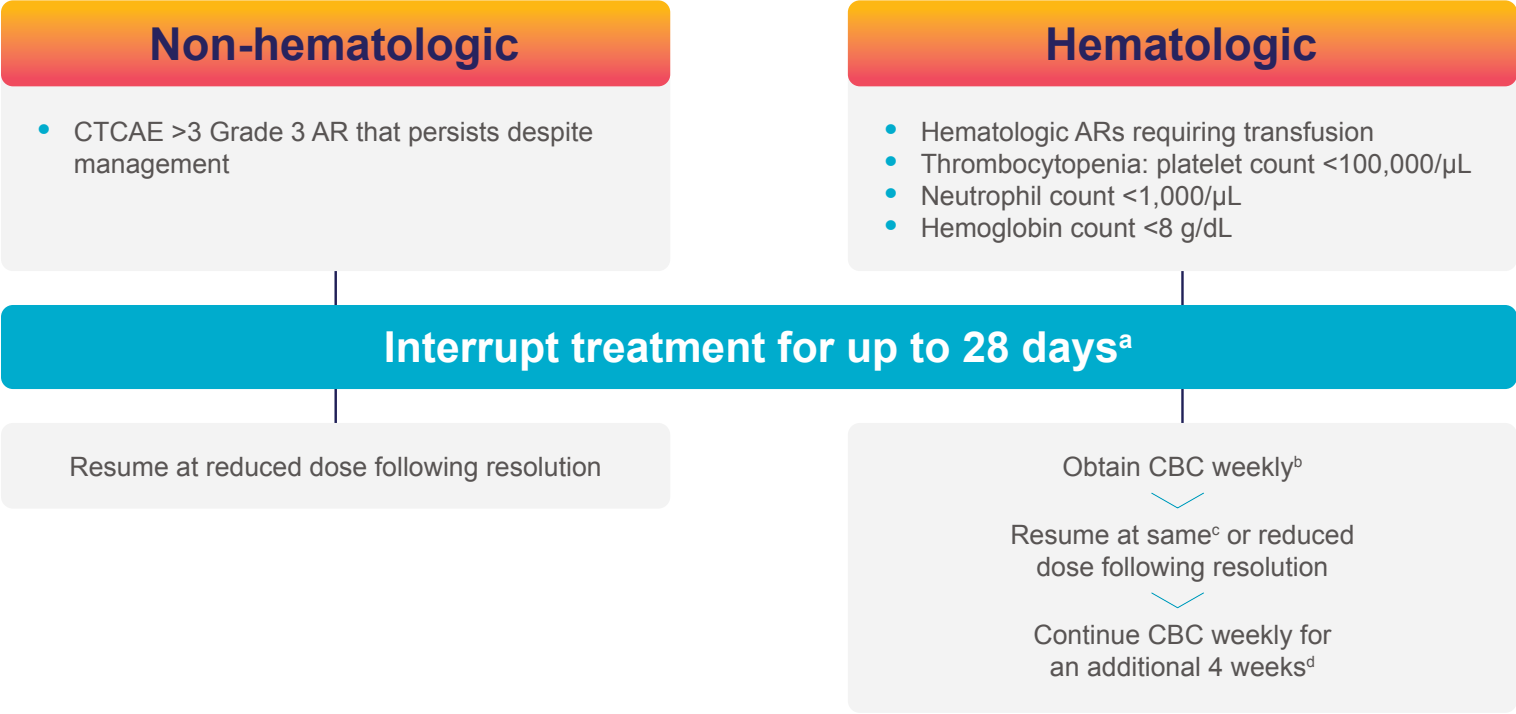 Non-hematologic
• CTCAE >3 Grade 3 AR that persists despite
management
Hematologic
• Hematologic ARs requiring transfusion
• Thrombocytopenia: platelet count <100,000/µL
• Neutrophil count <1,000/µL
• Hemoglobin count <8 g/dL
Interrupt treatment for up to 28 daysᵃ
Resume at reduced dose following resolution
Obtain CBC weeklyᵇ
Resume at sameᶜ or reduced
dose following resolution
Continue CBC weekly for
an additional 4 weeksᵈ